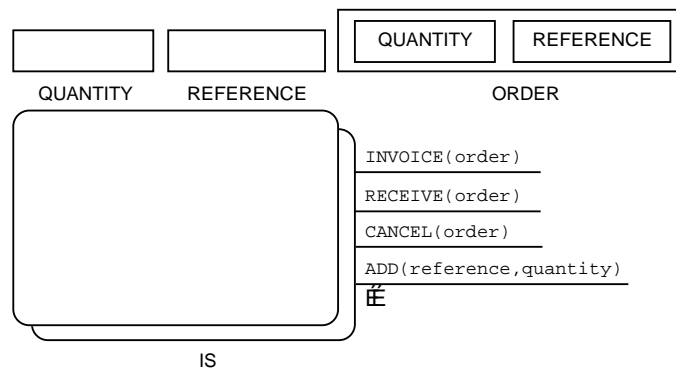 QUANTITY REFERENCE
QUANTITY REFERENCE ORDER
INVOICE(order)
RECEIVE(order)
CANCEL(order)
ADD(reference,quantity)
IS